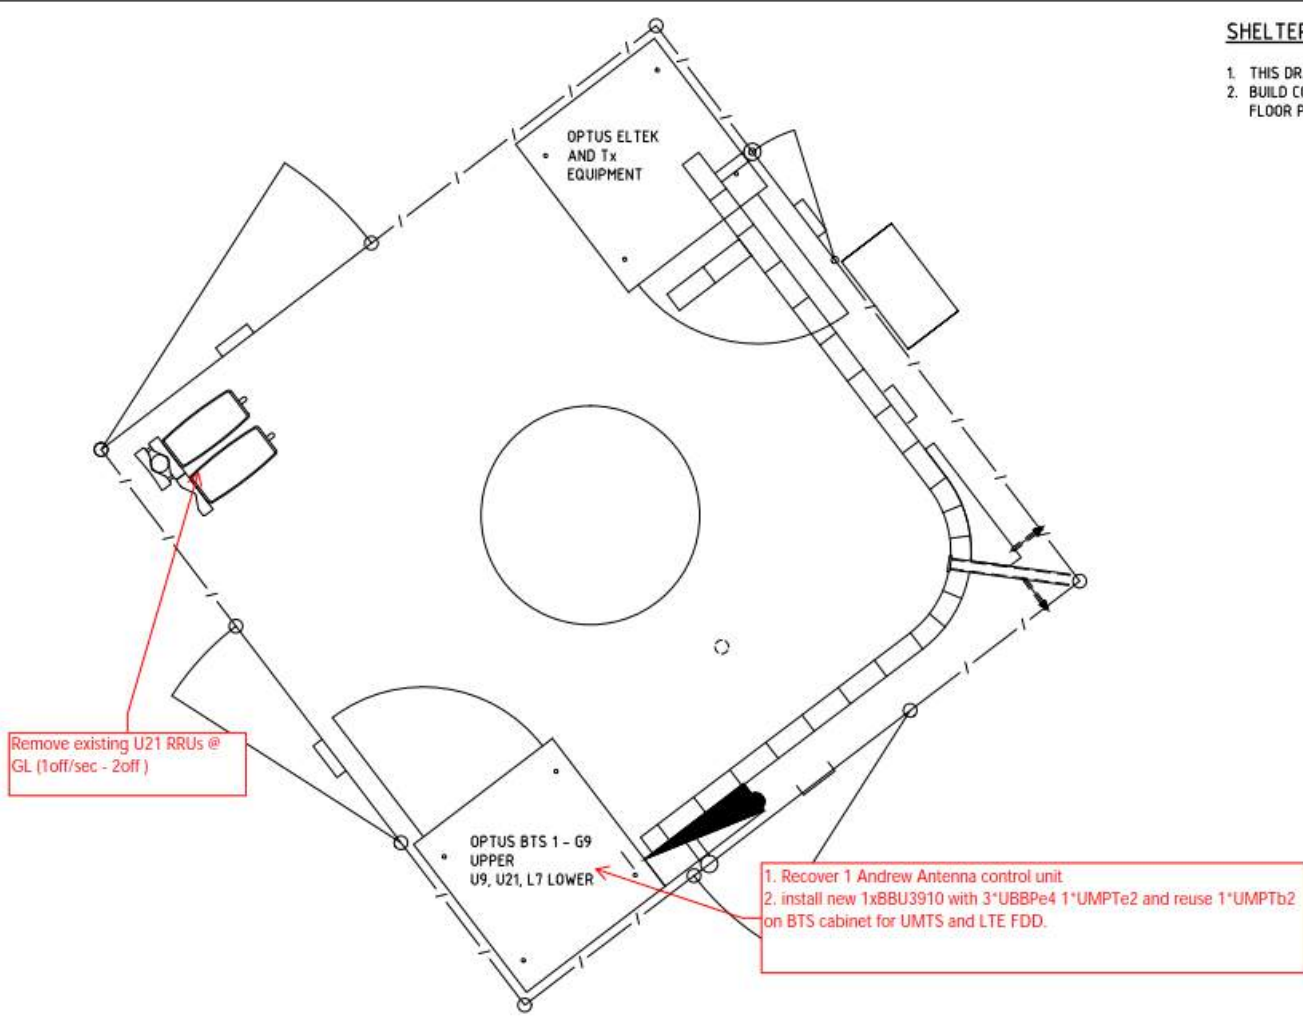 SHELTER
1. THIS DR
2. BUILD CO
FLOOR P
OPTUS ELTEK
AND Tx
EQUIPMENT
Remove existing U21 RRUs @
GL (1off/sec - 2off )
OPTUS BTS 1 - G9
UPPER
U9, U21, L7 LOWER
1. Recover 1 Andrew Antenna control unit
2. install new 1xBBU3910 with 3*UBBPe4 1*UMPTe2 and reuse 1*UMPTb2
on BTS cabinet for UMTS and LTE FDD.